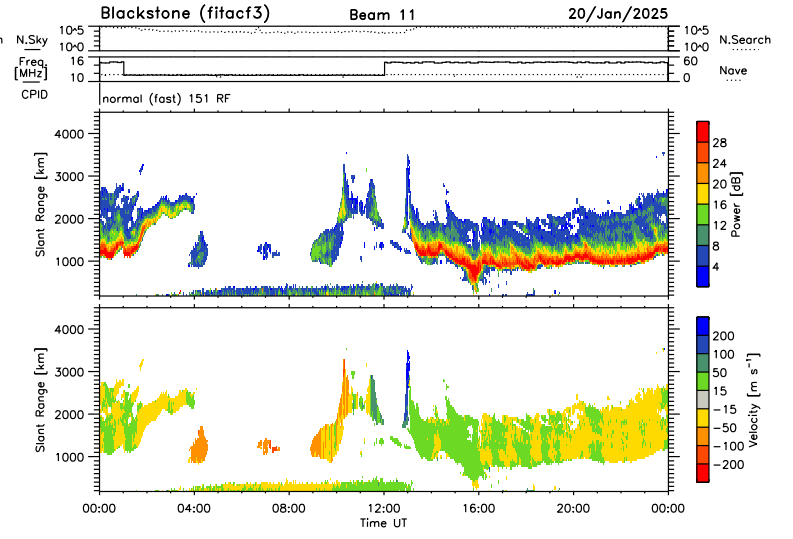 Blackstone (fitacf3) Beam 11 20/Jan/2025
N.Sky 10^5 10^0 10^5 10^0 N.Search
Freq. [MHz] 16 10 60 0 Nave
CPID normal (fast) 151 RF
Slant Range [km] 4000 3000 2000 1000
Power [dB] 28 24 20 16 12 8 4
Slant Range [km] 4000 3000 2000 1000
Velocity [m s⁻¹] 200 100 50 15 −15 −50 −100 −200
00:00 04:00 08:00 12:00 16:00 20:00 00:00
Time UT